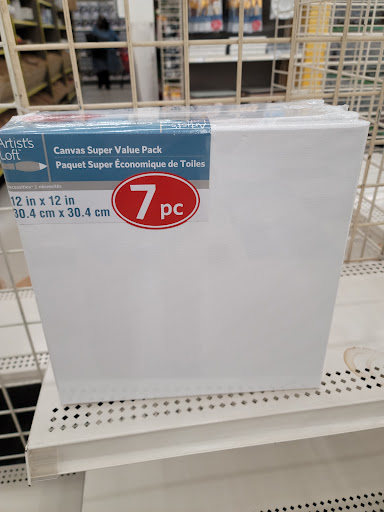 Artist's
Loft
Canvas Super Value Pack
Paquet Super Économique de Toiles
12 in x 12 in
30.4 cm x 30.4 cm
7 pc